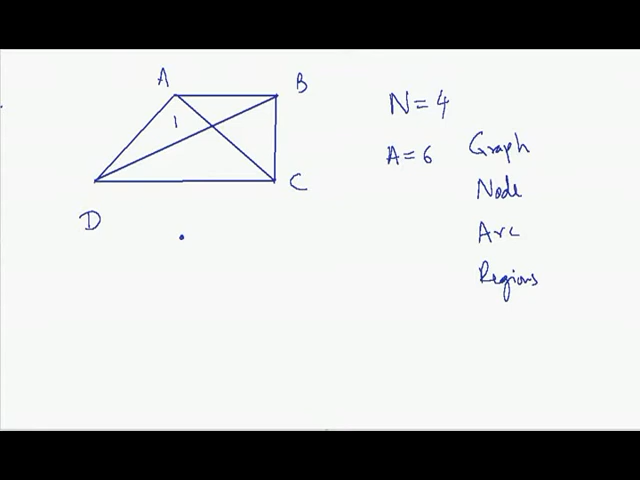 A
B
1
C
D
N=4
A=6
Graph
Node
Arc
Regions